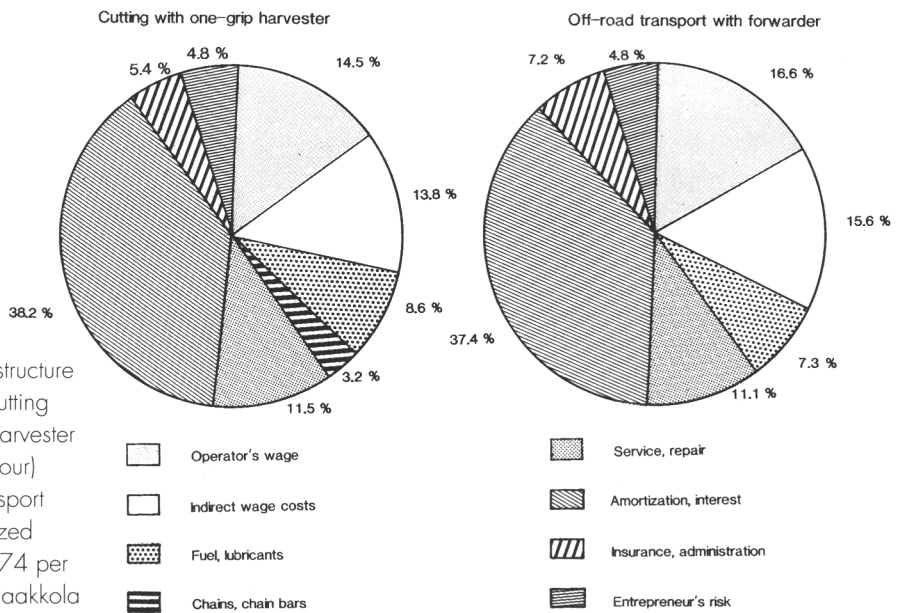 Cutting with one-grip harvester
Off-road transport with forwarder
4.8 %
5.4 %
14.5 %
13.8 %
8.6 %
3.2 %
11.5 %
38.2 %
7.2 %
4.8 %
16.6 %
15.6 %
7.3 %
11.1 %
37.4 %
structure
utting
arvester
our)
sport
zed
74 per
aakkola
Operator's wage
Indirect wage costs
Fuel, lubricants
Chains, chain bars
Service, repair
Amortization, interest
Insurance, administration
Entrepreneur's risk